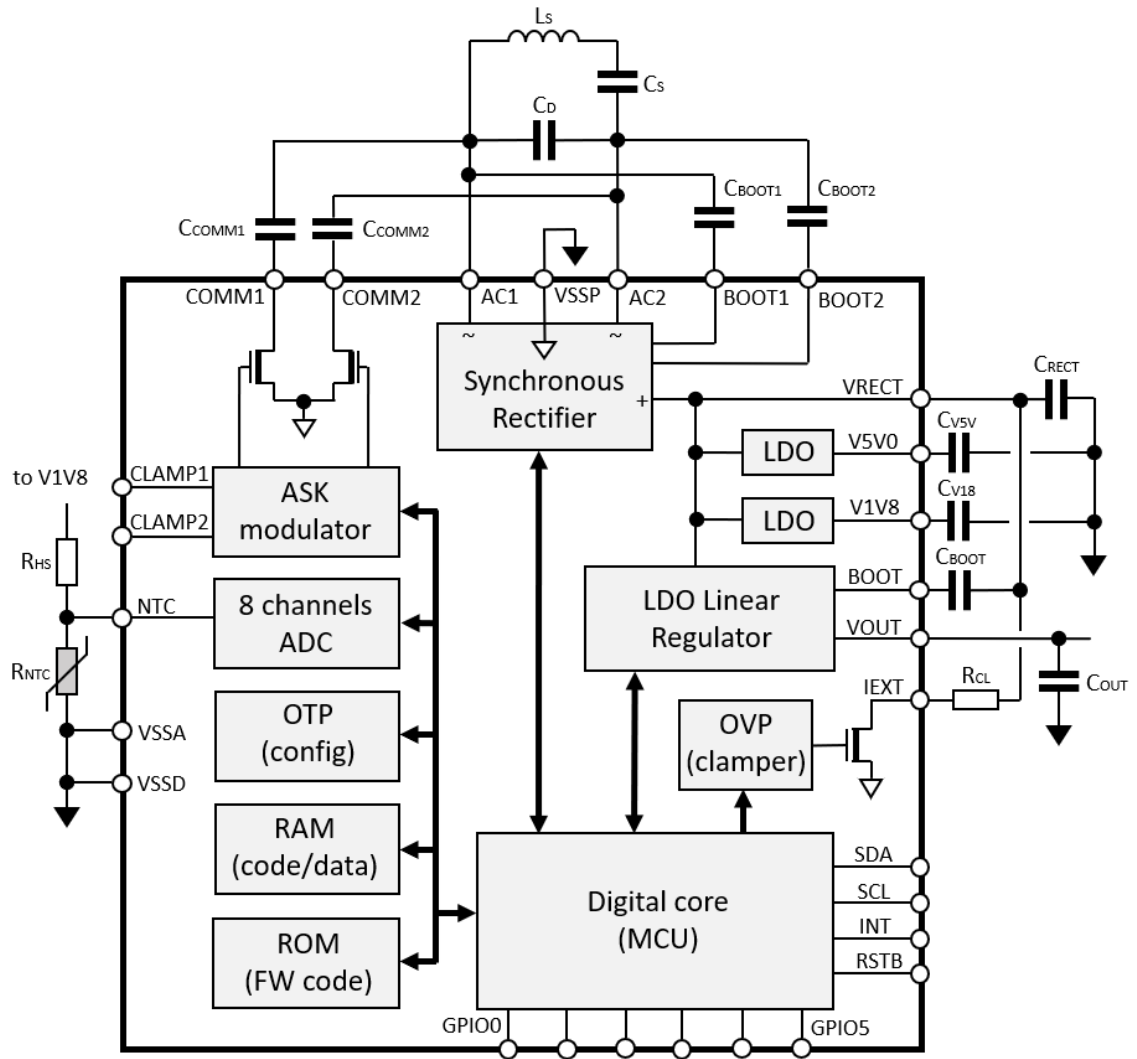 LS
CS
CD
CBOOT1
CBOOT2
CCOMM1
CCOMM2
COMM1
COMM2
AC1
VSSP
AC2
BOOT1
BOOT2
~
~
Synchronous
Rectifier
+
VRECT
CRECT
LDO
V5V0
CV5V
LDO
V1V8
CV18
CLAMP1
CLAMP2
ASK
modulator
to V1V8
RHS
NTC
8 channels
ADC
RNTC
LDO Linear
Regulator
BOOT
CBOOT
VOUT
COUT
IEXT
RCL
OVP
(clamper)
VSSA
VSSD
OTP
(config)
RAM
(code/data)
ROM
(FW code)
Digital core
(MCU)
SDA
SCL
INT
RSTB
GPIO0
GPIO5